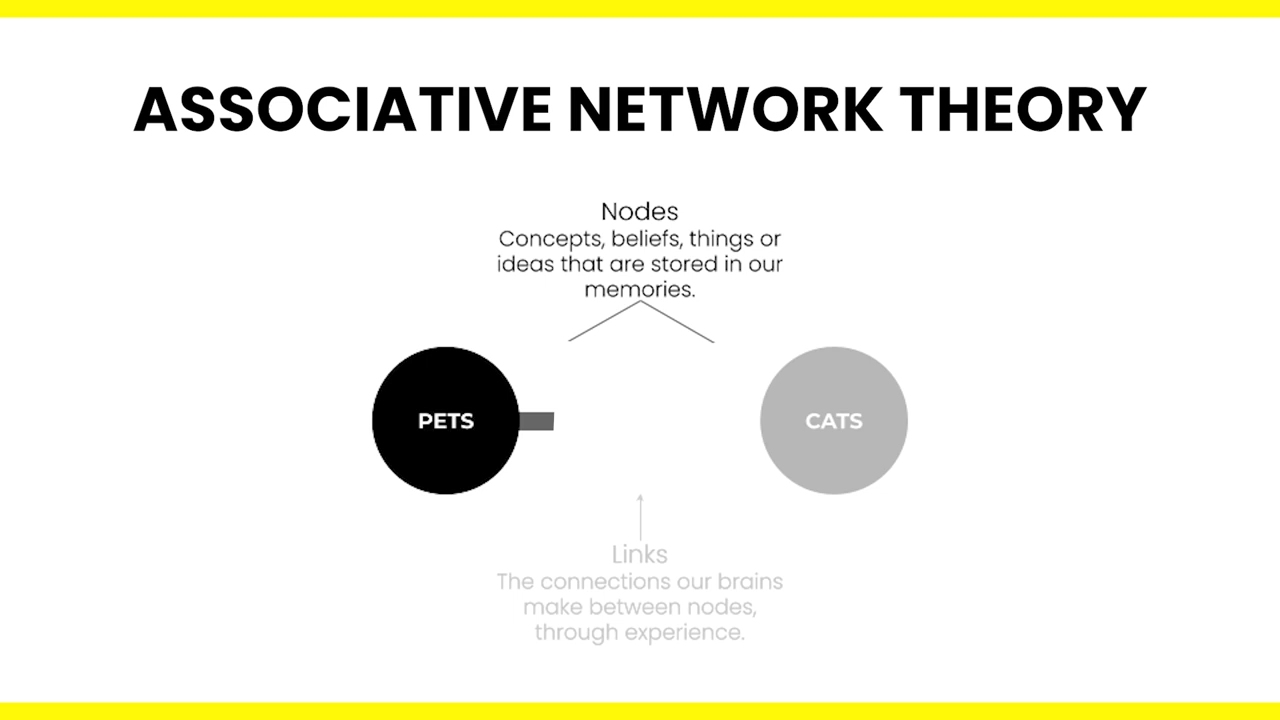 ASSOCIATIVE NETWORK THEORY
Nodes
Concepts, beliefs, things or
ideas that are stored in our
memories.
PETS
CATS
Links
The connections our brains
make between nodes,
through experience.